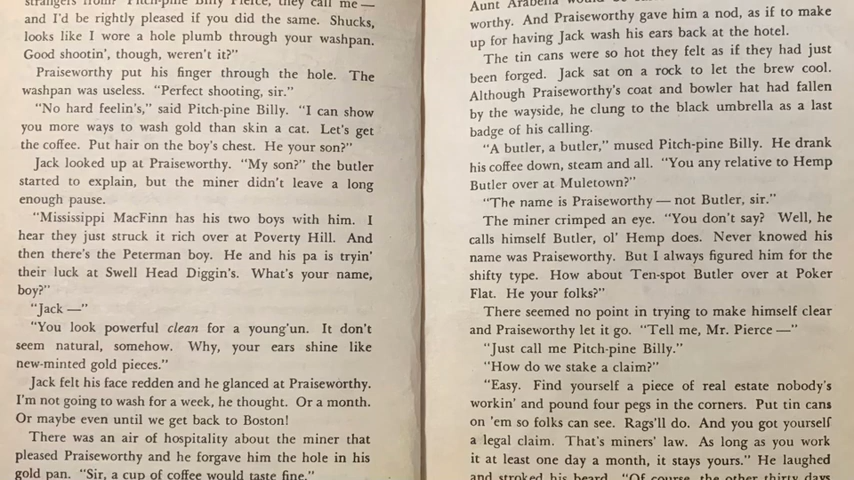 strangers from? Pitch-pine Billy Pierce, they call me —
and I'd be rightly pleased if you did the same. Shucks,
looks like I wore a hole plumb through your washpan.
Good shootin', though, weren't it?"
Praiseworthy put his finger through the hole. The
washpan was useless. "Perfect shooting, sir."
"No hard feelin's," said Pitch-pine Billy. "I can show
you more ways to wash gold than skin a cat. Let's get
the coffee. Put hair on the boy's chest. He your son?"
Jack looked up at Praiseworthy. "My son?" the butler
started to explain, but the miner didn't leave a long
enough pause.
"Mississippi MacFinn has his two boys with him. I
hear they just struck it rich over at Poverty Hill. And
then there's the Peterman boy. He and his pa is tryin'
their luck at Swell Head Diggin's. What's your name,
boy?"
"Jack —"
"You look powerful clean for a young'un. It don't
seem natural, somehow. Why, your ears shine like
new-minted gold pieces."
Jack felt his face redden and he glanced at Praiseworthy.
I'm not going to wash for a week, he thought. Or a month.
Or maybe even until we get back to Boston!
There was an air of hospitality about the miner that
pleased Praiseworthy and he forgave him the hole in his
gold pan. "Sir, a cup of coffee would taste fine."
Aunt Arabella would be
worthy. And Praiseworthy gave him a nod, as if to make
up for having Jack wash his ears back at the hotel.
The tin cans were so hot they felt as if they had just
been forged. Jack sat on a rock to let the brew cool.
Although Praiseworthy's coat and bowler hat had fallen
by the wayside, he clung to the black umbrella as a last
badge of his calling.
"A butler, a butler," mused Pitch-pine Billy. He drank
his coffee down, steam and all. "You any relative to Hemp
Butler over at Muletown?"
"The name is Praiseworthy — not Butler, sir."
The miner crimped an eye. "You don't say? Well, he
calls himself Butler, ol' Hemp does. Never knowed his
name was Praiseworthy. But I always figured him for the
shifty type. How about Ten-spot Butler over at Poker
Flat. He your folks?"
There seemed no point in trying to make himself clear
and Praiseworthy let it go. "Tell me, Mr. Pierce —"
"Just call me Pitch-pine Billy."
"How do we stake a claim?"
"Easy. Find yourself a piece of real estate nobody's
workin' and pound four pegs in the corners. Put tin cans
on 'em so folks can see. Rags'll do. And you got yourself
a legal claim. That's miners' law. As long as you work
it at least one day a month, it stays yours." He laughed
and stroked his beard. "Of course, the other thirty days